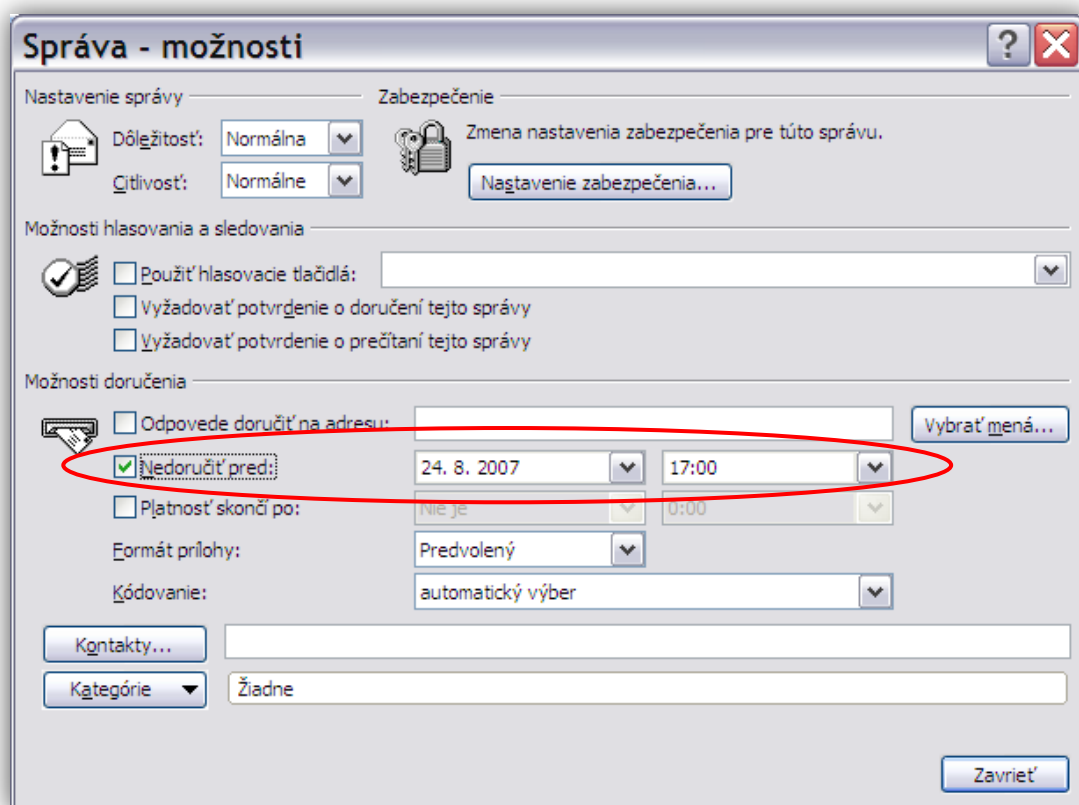 Správa - možnosti
Nastavenie správy
Zabezpečenie
Dôležitosť: Normálna
Zmena nastavenia zabezpečenia pre túto správu.
Citlivosť: Normálne
Nastavenie zabezpečenia...
Možnosti hlasovania a sledovania
Použiť hlasovacie tlačidlá:
Vyžadovať potvrdenie o doručení tejto správy
Vyžadovať potvrdenie o prečítaní tejto správy
Možnosti doručenia
Odpovede doručiť na adresu: Vybrať mená...
Nedoručiť pred: 24. 8. 2007 17:00
Platnosť skončí po: Nie je 0:00
Formát prílohy: Predvolený
Kódovanie: automatický výber
Kontakty...
Kategórie Žiadne
Zavrieť